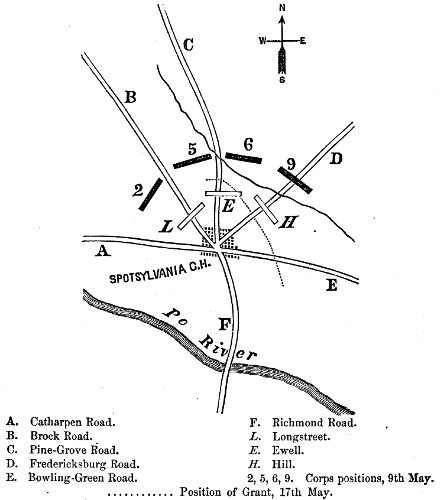 N
W E
S
C
B
5
6
9
D
2
L
E
H
A
SPOTSYLVANIA C.H.
E
F
Po River
A. Catharpen Road.
B. Brock Road.
C. Pine-Grove Road.
D. Fredericksburg Road.
E. Bowling-Green Road.
F. Richmond Road.
L. Longstreet.
E. Ewell.
H. Hill.
2, 5, 6, 9. Corps positions, 9th May.
............ Position of Grant, 17th May.